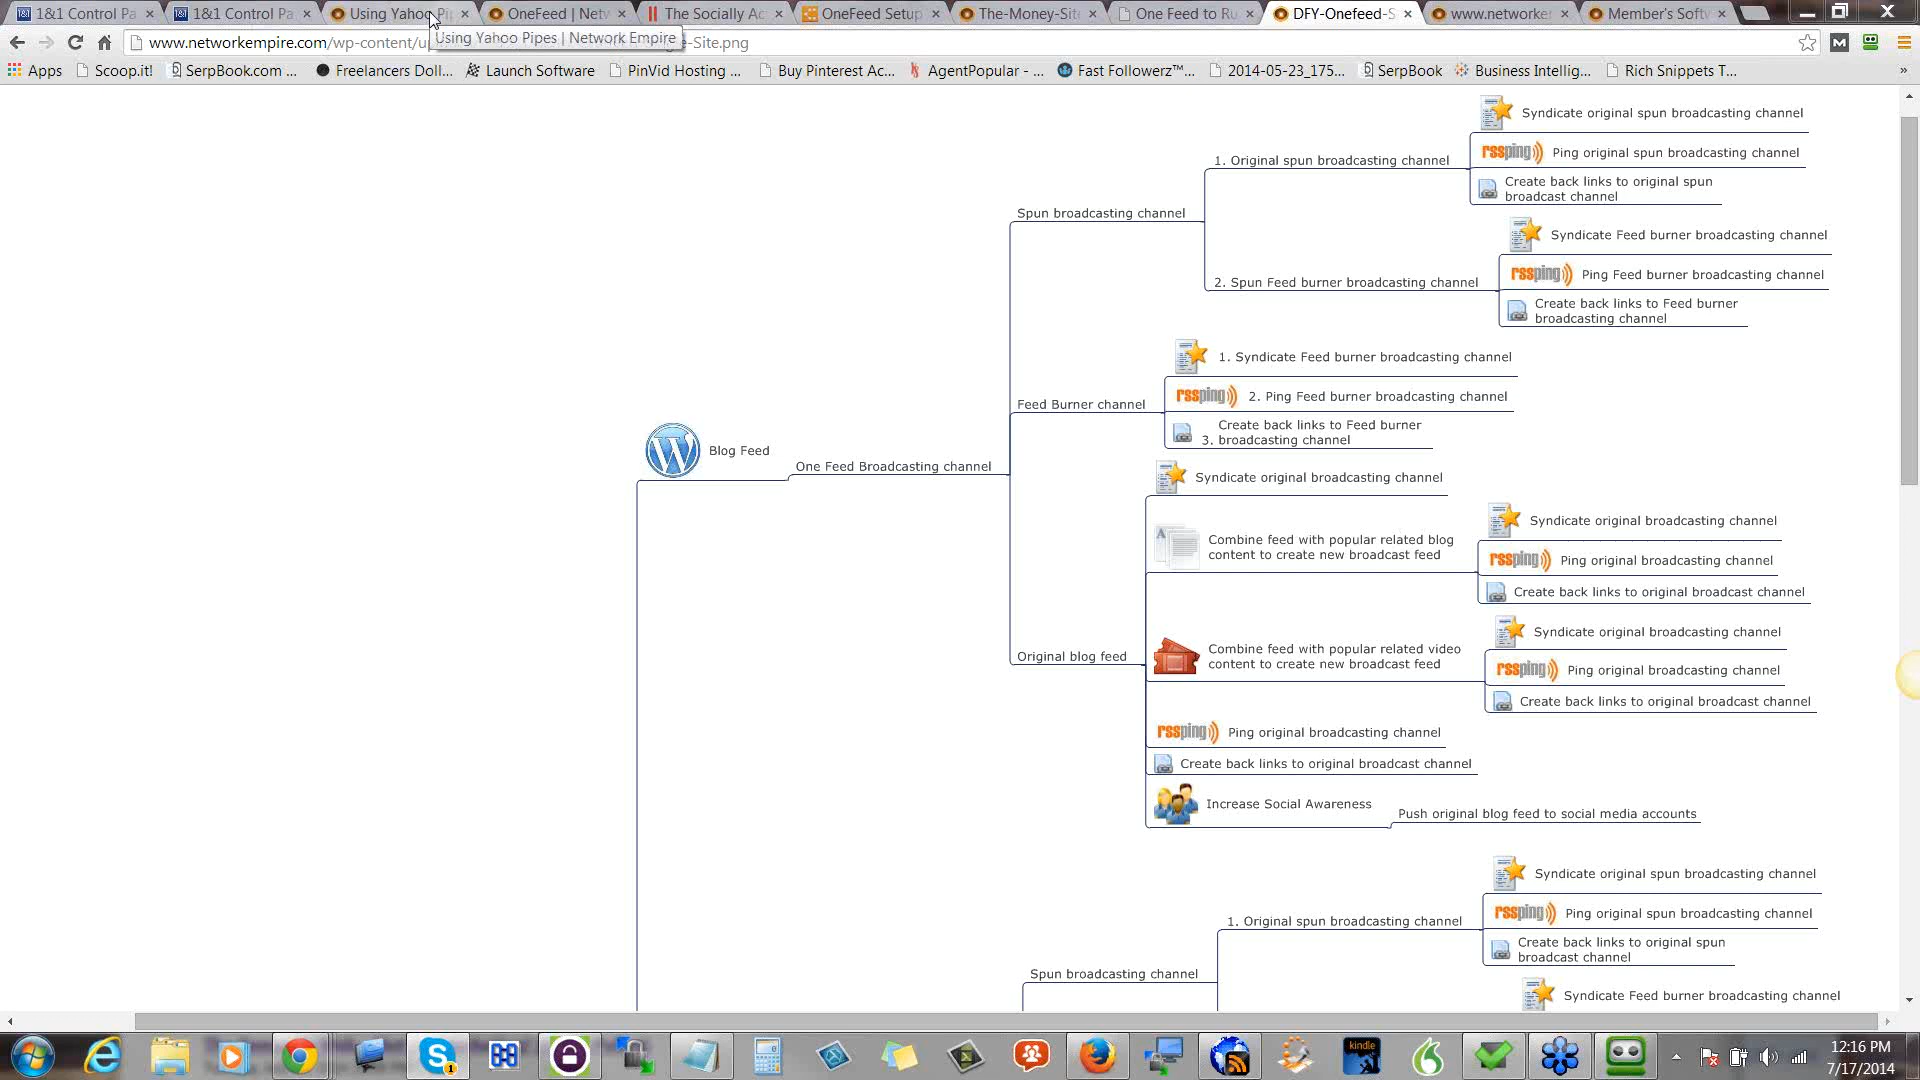 1&1 Control Pa
1&1 Control Pa
Using Yahoo Pi
OneFeed | Netw
The Socially Ac
OneFeed Setup
The-Money-Sit
One Feed to Ru
DFY-Onefeed-S
www.networker
Member's Softw
www.networkempire.com/wp-content/up
Using Yahoo Pipes | Network Empire
-Site.png
Apps
Scoop.it!
SerpBook.com ...
Freelancers Doll...
Launch Software
PinVid Hosting ...
Buy Pinterest Ac...
AgentPopular - ...
Fast Followerz™...
2014-05-23_175...
SerpBook
Business Intellig...
Rich Snippets T...
»
Syndicate original spun broadcasting channel
rssping Ping original spun broadcasting channel
1. Original spun broadcasting channel
Create back links to original spun
broadcast channel
Spun broadcasting channel
Syndicate Feed burner broadcasting channel
rssping Ping Feed burner broadcasting channel
2. Spun Feed burner broadcasting channel
Create back links to Feed burner
broadcasting channel
1. Syndicate Feed burner broadcasting channel
rssping 2. Ping Feed burner broadcasting channel
Feed Burner channel
Create back links to Feed burner
3. broadcasting channel
Blog Feed
One Feed Broadcasting channel
Syndicate original broadcasting channel
Combine feed with popular related blog
content to create new broadcast feed
Syndicate original broadcasting channel
rssping Ping original broadcasting channel
Create back links to original broadcast channel
Original blog feed
Combine feed with popular related video
content to create new broadcast feed
Syndicate original broadcasting channel
rssping Ping original broadcasting channel
Create back links to original broadcast channel
rssping Ping original broadcasting channel
Create back links to original broadcast channel
Increase Social Awareness
Push original blog feed to social media accounts
Syndicate original spun broadcasting channel
rssping Ping original spun broadcasting channel
1. Original spun broadcasting channel
Create back links to original spun
broadcast channel
Spun broadcasting channel
Syndicate Feed burner broadcasting channel
kindle
12:16 PM
7/17/2014